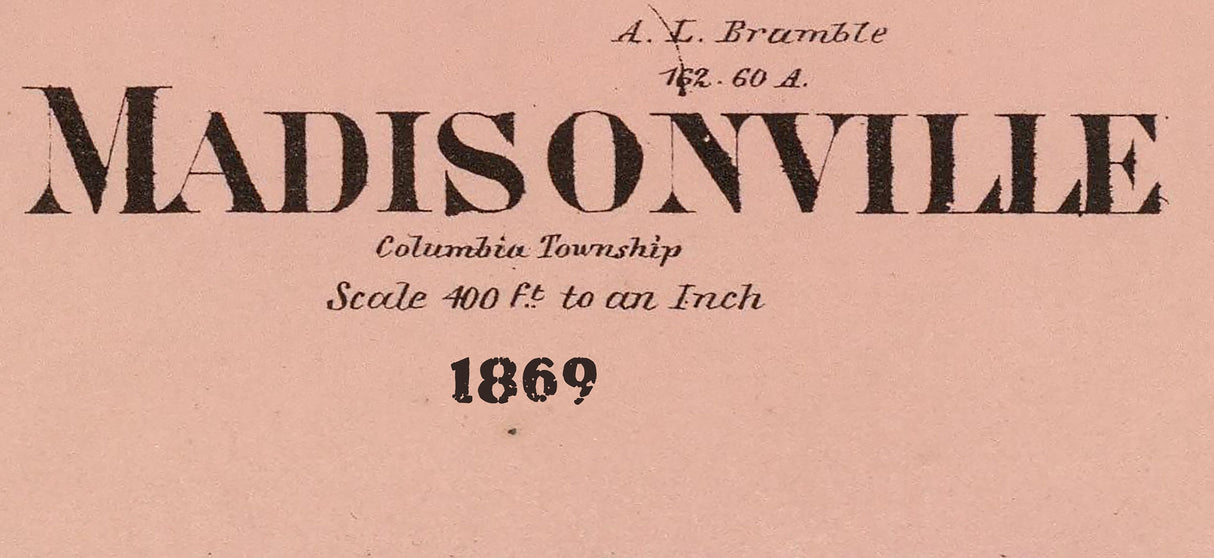 A. L. Bramble
162.60 A.
MADISONVILLE
Columbia Township
Scale 400 f.t to an Inch
1869